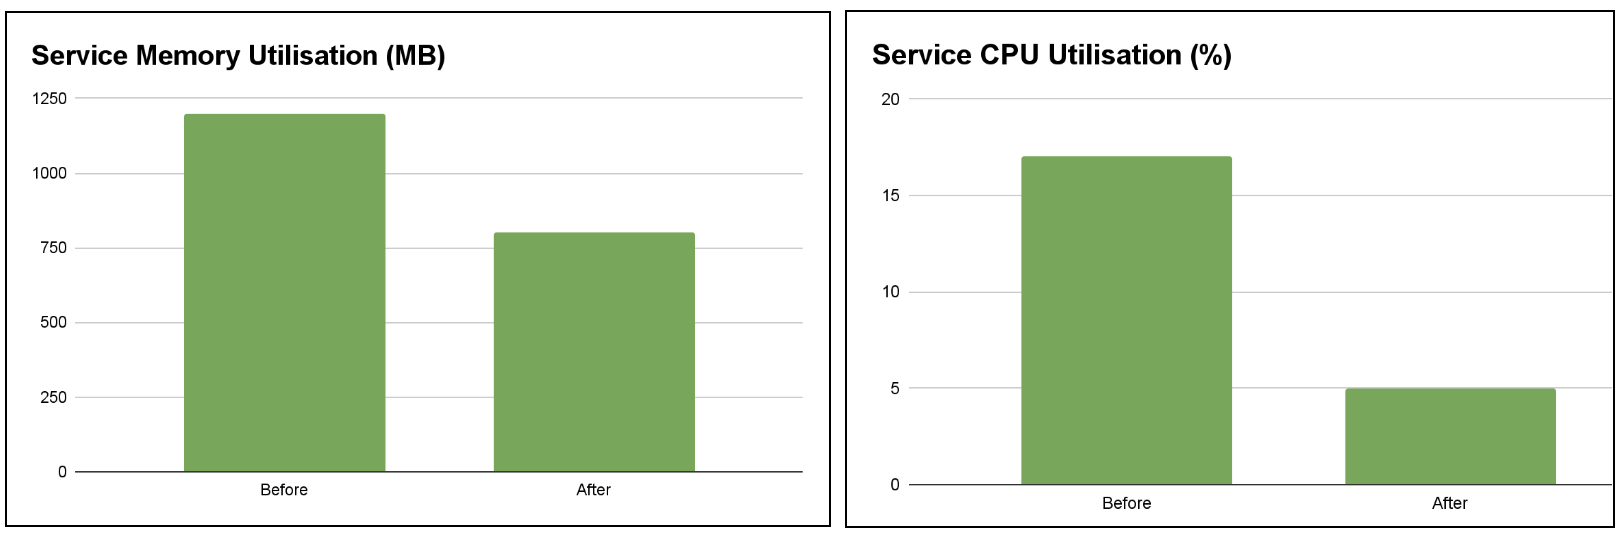 Service Memory Utilisation (MB)
1250
1000
750
500
250
0
Before
After
Service CPU Utilisation (%)
20
15
10
5
0
Before
After